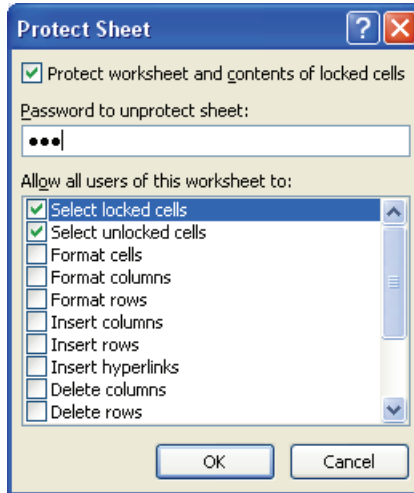 Protect Sheet
Protect worksheet and contents of locked cells
Password to unprotect sheet:
•••
Allow all users of this worksheet to:
Select locked cells
Select unlocked cells
Format cells
Format columns
Format rows
Insert columns
Insert rows
Insert hyperlinks
Delete columns
Delete rows
OK Cancel